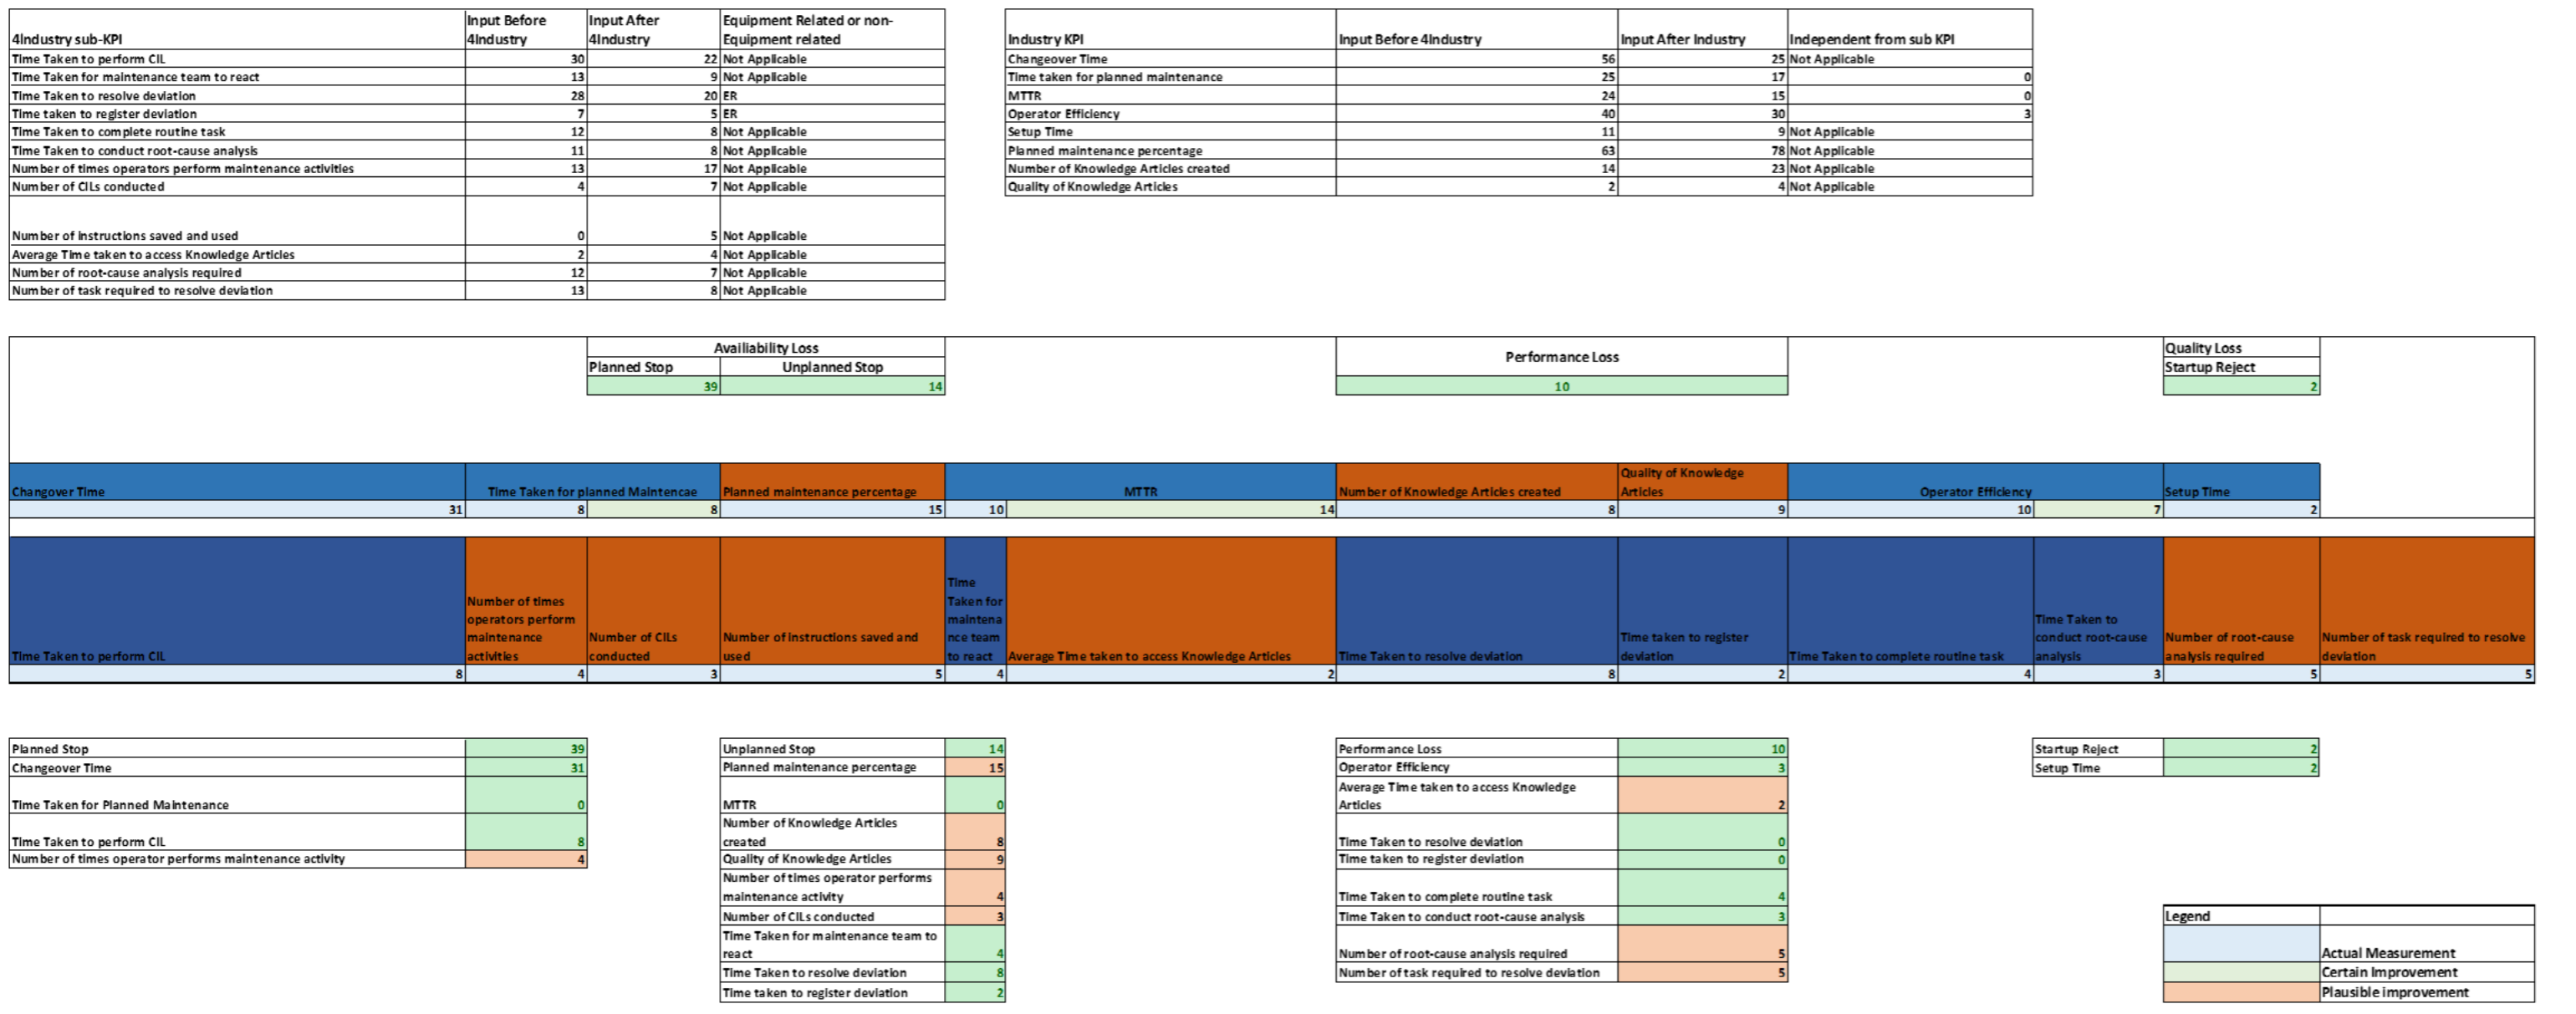 4Industry sub-KPI Input Before 4Industry Input After 4Industry Equipment Related or non-Equipment related
Time Taken to perform CIL 30 22 Not Applicable
Time Taken for maintenance team to react 13 9 Not Applicable
Time Taken to resolve deviation 28 20 ER
Time taken to register deviation 7 5 ER
Time Taken to complete routine task 12 8 Not Applicable
Time Taken to conduct root-cause analysis 11 8 Not Applicable
Number of times operators perform maintenance activities 13 17 Not Applicable
Number of CILs conducted 4 7 Not Applicable
Number of instructions saved and used 0 5 Not Applicable
Average Time taken to access Knowledge Articles 2 4 Not Applicable
Number of root-cause analysis required 12 7 Not Applicable
Number of task required to resolve deviation 13 8 Not Applicable
Industry KPI Input Before 4Industry Input After Industry Independent from sub KPI
Changeover Time 56 25 Not Applicable
Time taken for planned maintenance 25 17 0
MTTR 24 15 0
Operator Efficiency 40 30 3
Setup Time 11 9 Not Applicable
Planned maintenance percentage 63 78 Not Applicable
Number of Knowledge Articles created 14 23 Not Applicable
Quality of Knowledge Articles 2 4 Not Applicable
Availiability Loss
Planned Stop Unplanned Stop
39 14
Performance Loss
10
Quality Loss
Startup Reject
2
Changover Time Time Taken for planned Maintencae Planned maintenance percentage MTTR Number of Knowledge Articles created Quality of Knowledge Articles Operator Efficiency Setup Time
31 8 8 15 10 14 8 9 10 7 2
Time Taken to perform CIL Number of times operators perform maintenance activities Number of CILs conducted Number of instructions saved and used Time Taken for maintenance team to react Average Time taken to access Knowledge Articles Time Taken to resolve deviation Time taken to register deviation Time Taken to complete routine task Time Taken to conduct root-cause analysis Number of root-cause analysis required Number of task required to resolve deviation
8 4 3 5 4 2 8 2 4 3 5 5
Planned Stop 39
Changeover Time 31
Time Taken for Planned Maintenance 0
Time Taken to perform CIL 8
Number of times operator performs maintenance activity 4
Unplanned Stop 14
Planned maintenance percentage 15
MTTR 0
Number of Knowledge Articles
created 8
Quality of Knowledge Articles 9
Number of times operator performs
maintenance activity 4
Number of CILs conducted 3
Time Taken for maintenance team to
react 4
Time Taken to resolve deviation 8
Time taken to register deviation 2
Performance Loss 10
Operator Efficiency 3
Average Time taken to access Knowledge
Articles 2
Time Taken to resolve deviation 0
Time taken to register deviation 0
Time Taken to complete routine task 4
Time Taken to conduct root-cause analysis 3
Number of root-cause analysis required 5
Number of task required to resolve deviation 5
Startup Reject 2
Setup Time 2
Legend
Actual Measurement
Certain Improvement
Plausible improvement